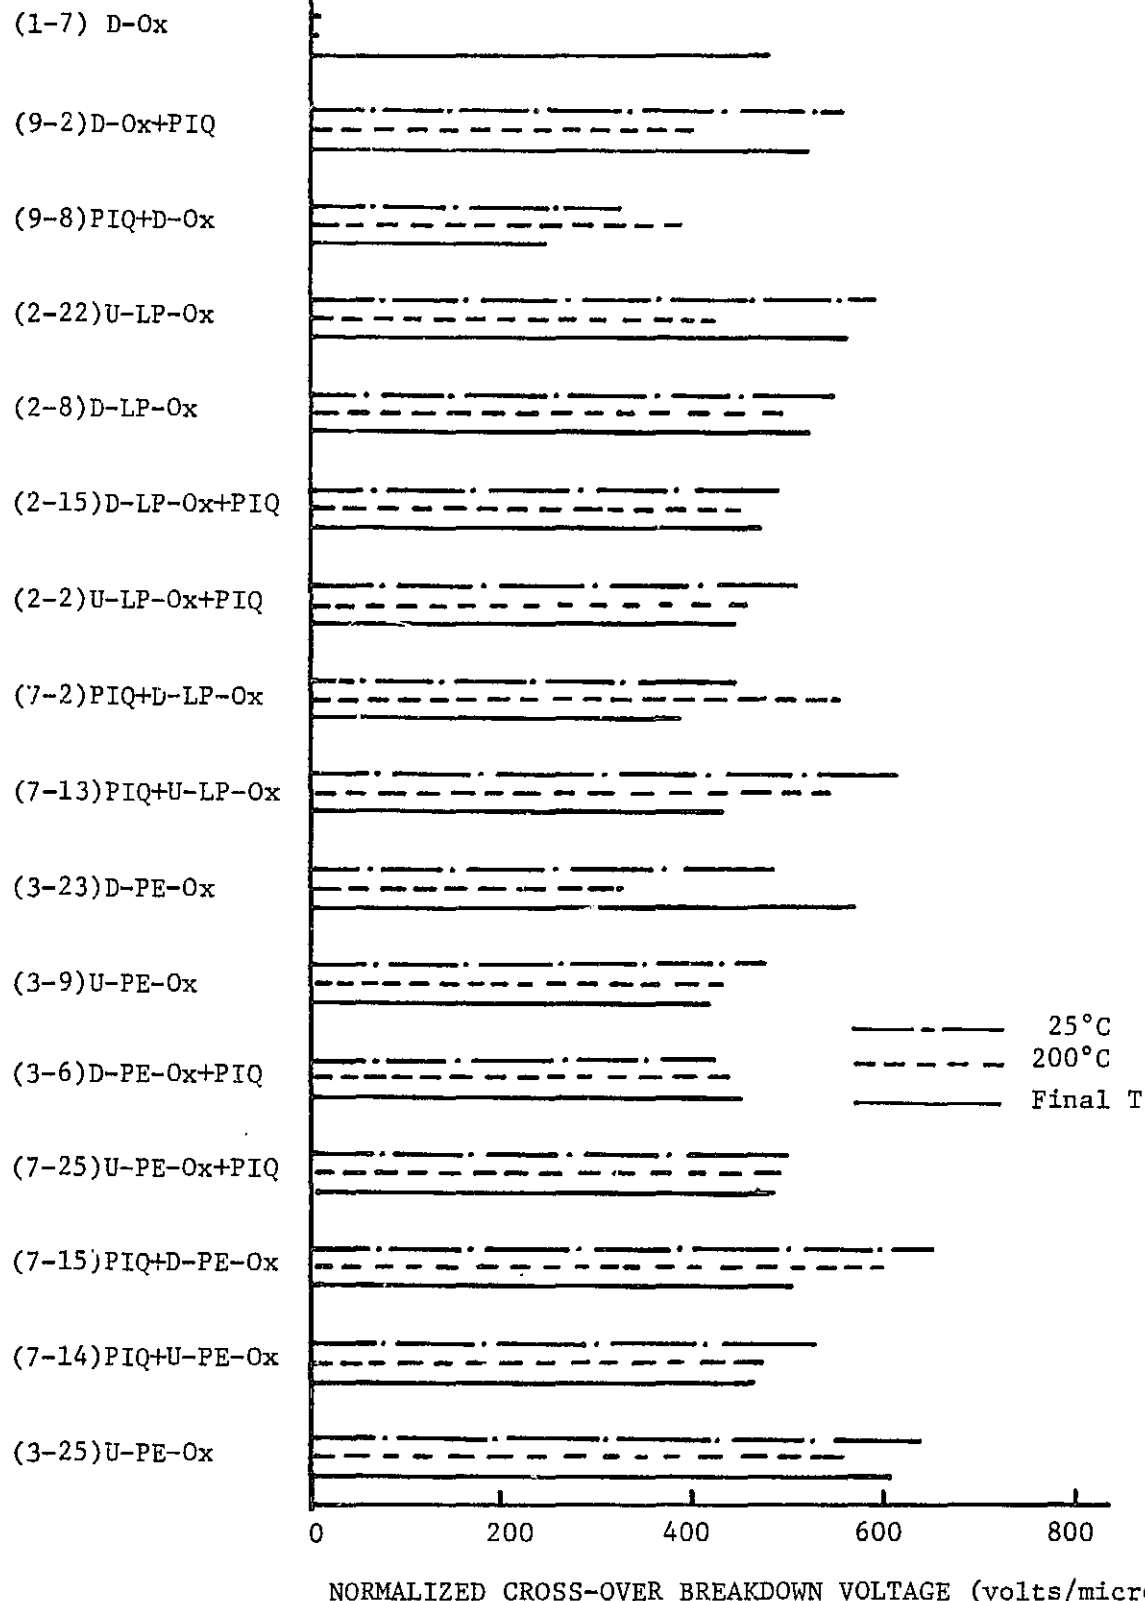 (1-7) D-Ox
(9-2)D-Ox+PIQ
(9-8)PIQ+D-Ox
(2-22)U-LP-Ox
(2-8)D-LP-Ox
(2-15)D-LP-Ox+PIQ
(2-2)U-LP-Ox+PIQ
(7-2)PIQ+D-LP-Ox
(7-13)PIQ+U-LP-Ox
(3-23)D-PE-Ox
(3-9)U-PE-Ox
25°C
200°C
(3-6)D-PE-Ox+PIQ
Final T
(7-25)U-PE-Ox+PIQ
(7-15)PIQ+D-PE-Ox
(7-14)PIQ+U-PE-Ox
(3-25)U-PE-Ox
0 200 400 600 800
NORMALIZED CROSS-OVER BREAKDOWN VOLTAGE (volts/micr